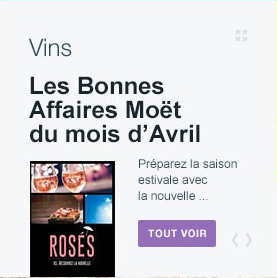 Vins
Les Bonnes
Affaires Moët
du mois d’Avril
Préparez la saison
estivale avec
la nouvelle ...
ROSÉS
TOUT VOIR